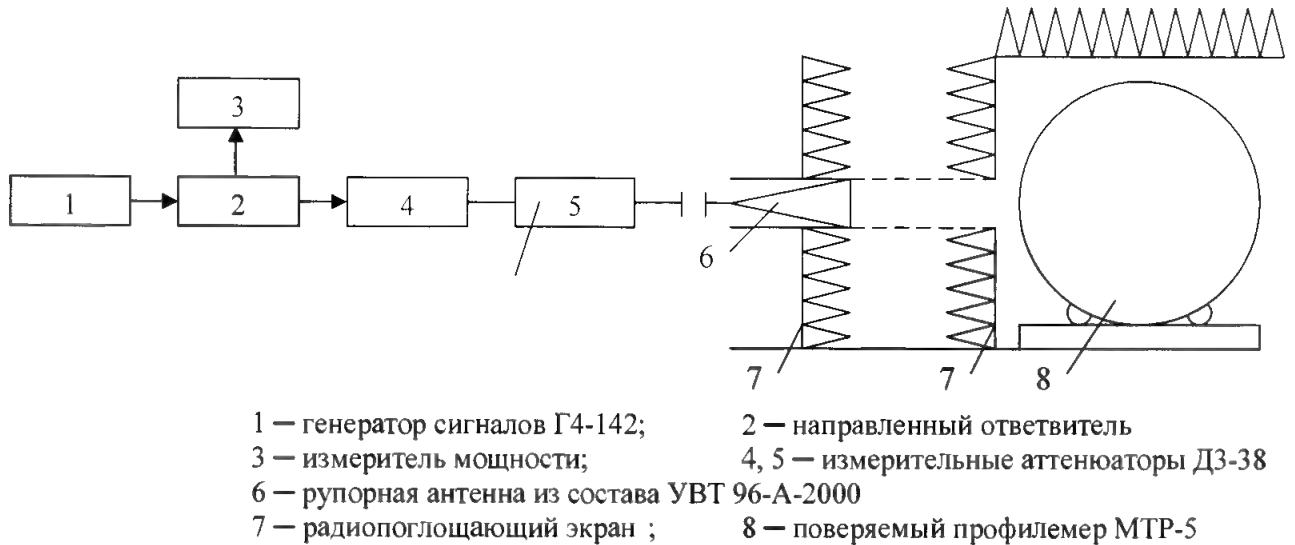 3
1
2
4
5
6
7
7
8
1 — генератор сигналов Г4-142;
2 — направленный ответвитель
3 — измеритель мощности;
4, 5 — измерительные аттенюаторы Д3-38
6 — рупорная антенна из состава УВТ 96-А-2000
7 — радиопоглощающий экран ;
8 — поверяемый профилемер МТР-5